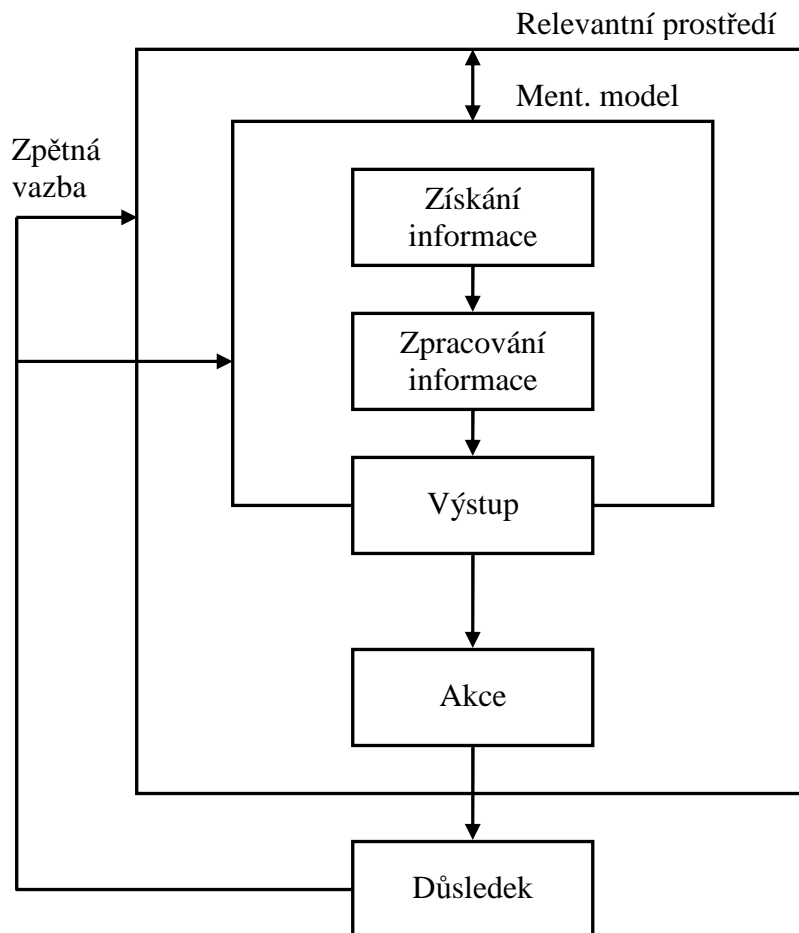 Relevantní prostředí
Ment. model
Zpětná
vazba
Získání
informace
Zpracování
informace
Výstup
Akce
Důsledek